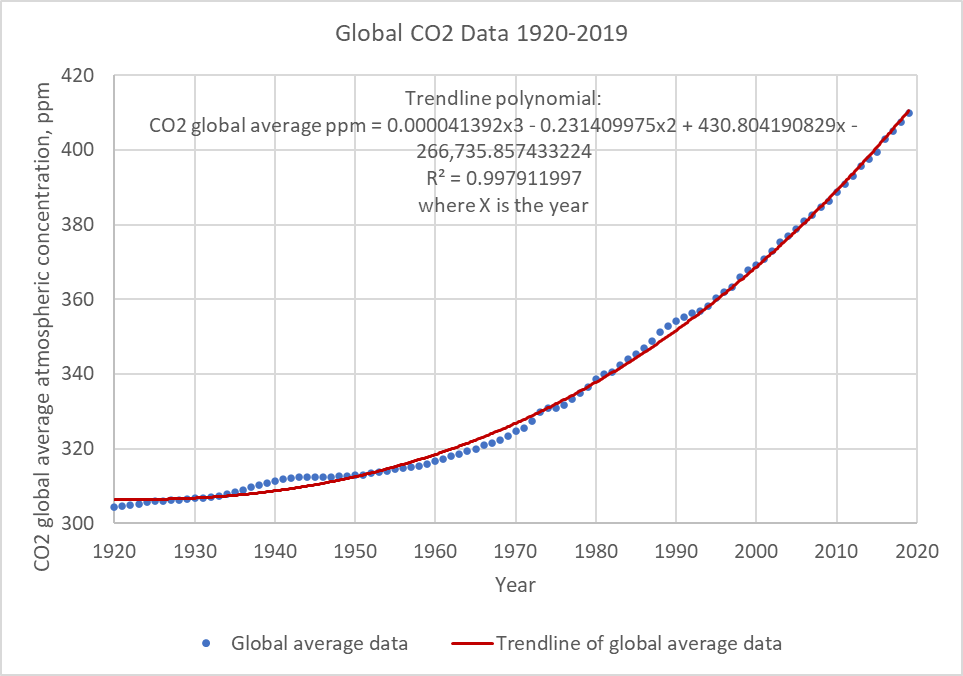 Global CO2 Data 1920-2019
CO2 global average atmospheric concentration, ppm
420
400
380
360
340
320
300
Trendline polynomial:
CO2 global average ppm = 0.000041392x3 - 0.231409975x2 + 430.804190829x -
266,735.857433224
R² = 0.997911997
where X is the year
1920 1930 1940 1950 1960 1970 1980 1990 2000 2010 2020
Year
Global average data
Trendline of global average data